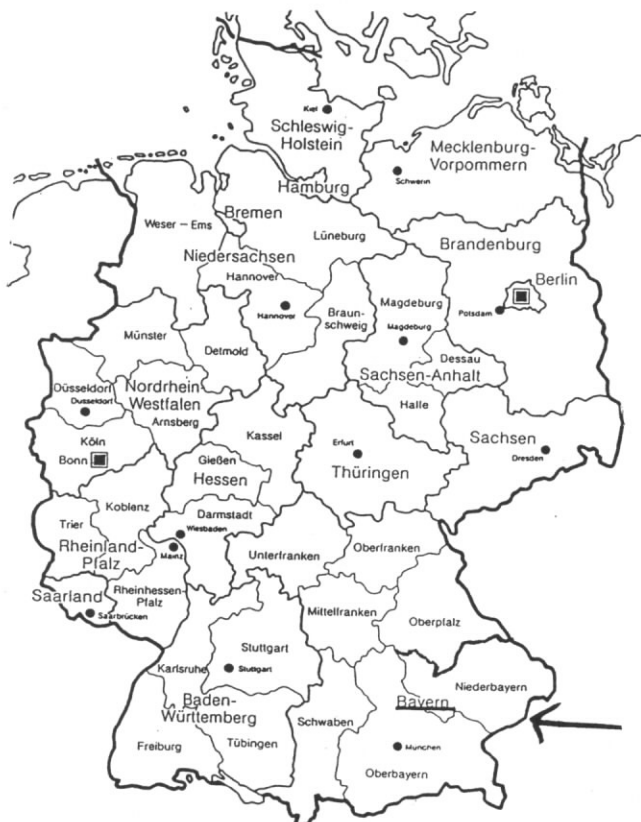 Kiel
Schleswig-
Holstein
Mecklenburg-
Vorpommern
Schwerin
Hamburg
Bremen
Weser-Ems
Lüneburg
Niedersachsen
Hannover
Hannover
Braun-
schweig
Brandenburg
Berlin
Potsdam
Magdeburg
Magdeburg
Dessau
Sachsen-Anhalt
Halle
Münster
Detmold
Nordrhein
Westfalen
Arnsberg
Düsseldorf
Dusseldorf
Köln
Bonn
Kassel
Gießen
Hessen
Darmstadt
Wiesbaden
Erfurt
Thüringen
Sachsen
Dresden
Koblenz
Trier
Rheinland-
Pfalz
Mainz
Rheinhessen-
Pfalz
Saarland
Saarbrücken
Unterfranken
Oberfranken
Mittelfranken
Oberpfalz
Stuttgart
Stuttgart
Karlsruhe
Baden-
Württemberg
Freiburg
Tübingen
Schwaben
Bayern
Niederbayern
München
Oberbayern